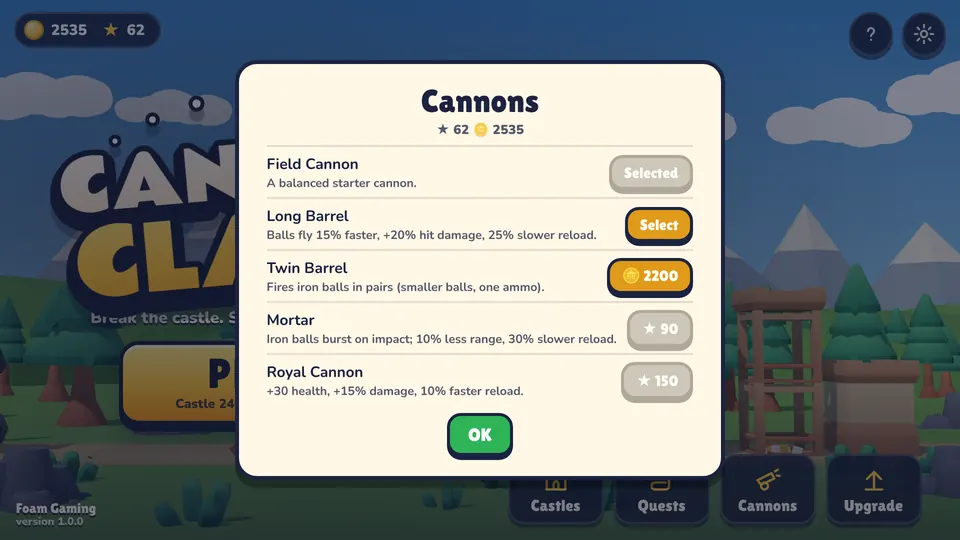 2535 ★ 62
?
Cannons
★ 62 2535
Field Cannon
A balanced starter cannon.
Selected
Long Barrel
Balls fly 15% faster, +20% hit damage, 25% slower reload.
Select
Twin Barrel
Fires iron balls in pairs (smaller balls, one ammo).
2200
Mortar
Iron balls burst on impact; 10% less range, 30% slower reload.
★ 90
Royal Cannon
+30 health, +15% damage, 10% faster reload.
★ 150
OK
CAN
CLA
Break the castle. S
P
Castle 24
Castles
Quests
Cannons
Upgrade
Foam Gaming
version 1.0.0